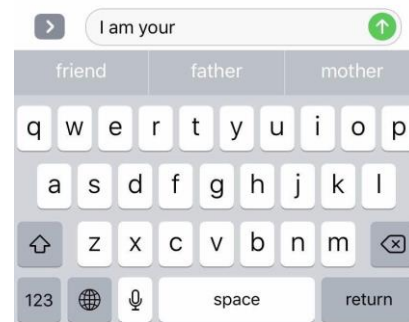 I am your
friend father mother
q w e r t y u i o p
a s d f g h j k l
z x c v b n m
123 space return